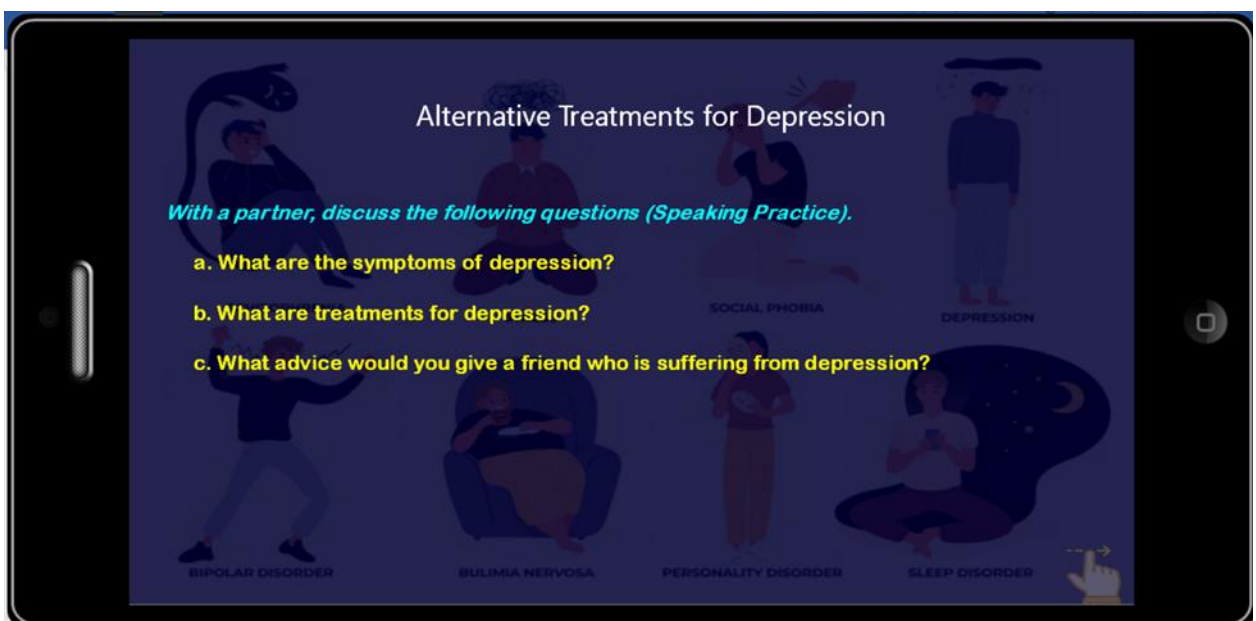 Alternative Treatments for Depression
With a partner, discuss the following questions (Speaking Practice).
a. What are the symptoms of depression?
b. What are treatments for depression?
SOCIAL PHOBIA
DEPRESSION
c. What advice would you give a friend who is suffering from depression?
BIPOLAR DISORDER
BULIMIA NERVOSA
PERSONALITY DISORDER
SLEEP DISORDER